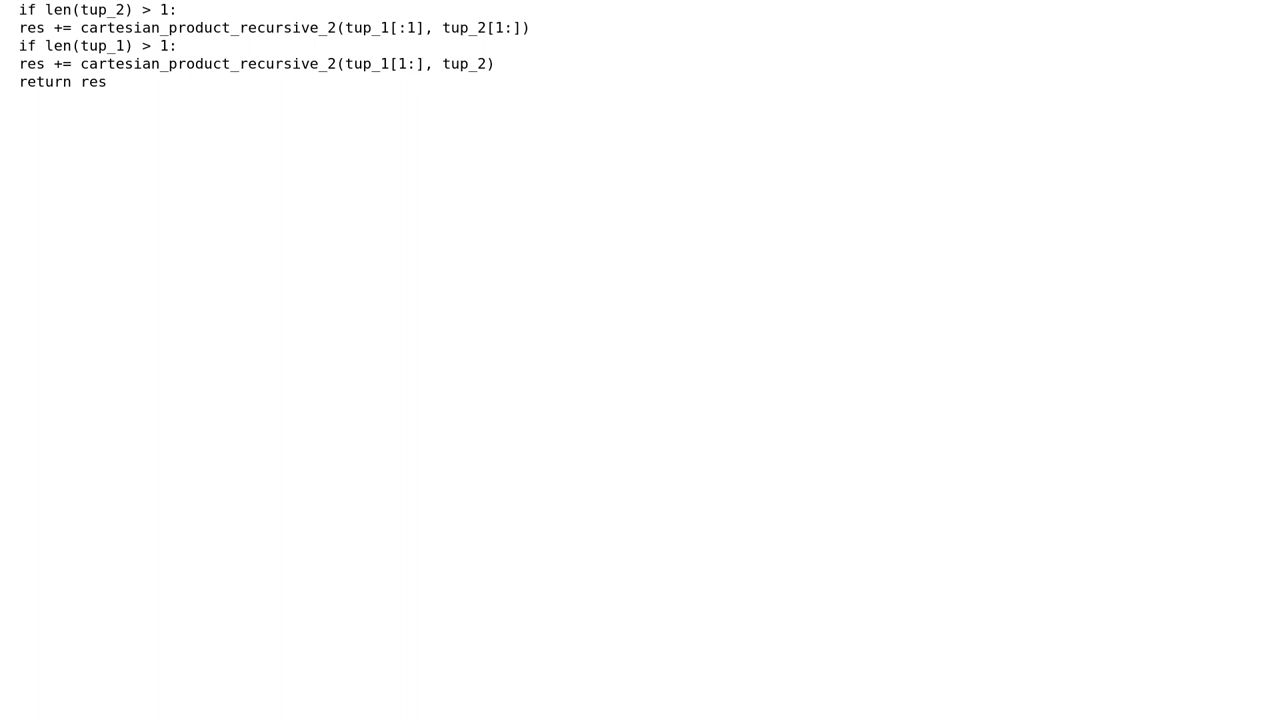 if len(tup_2) > 1:
res += cartesian_product_recursive_2(tup_1[:1], tup_2[1:])
if len(tup_1) > 1:
res += cartesian_product_recursive_2(tup_1[1:], tup_2)
return res